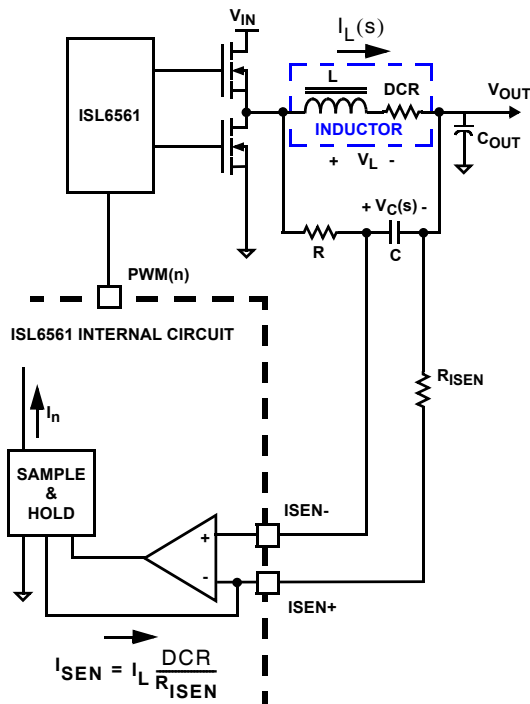 V_IN
I_L(s)
ISL6561
L
DCR
V_OUT
INDUCTOR
C_OUT
+ V_L -
+ V_C(s) -
R
C
PWM(n)
ISL6561 INTERNAL CIRCUIT
R_ISEN
I_n
SAMPLE
&
HOLD
ISEN-
+
-
ISEN+
I_SEN = I_L DCR/R_ISEN